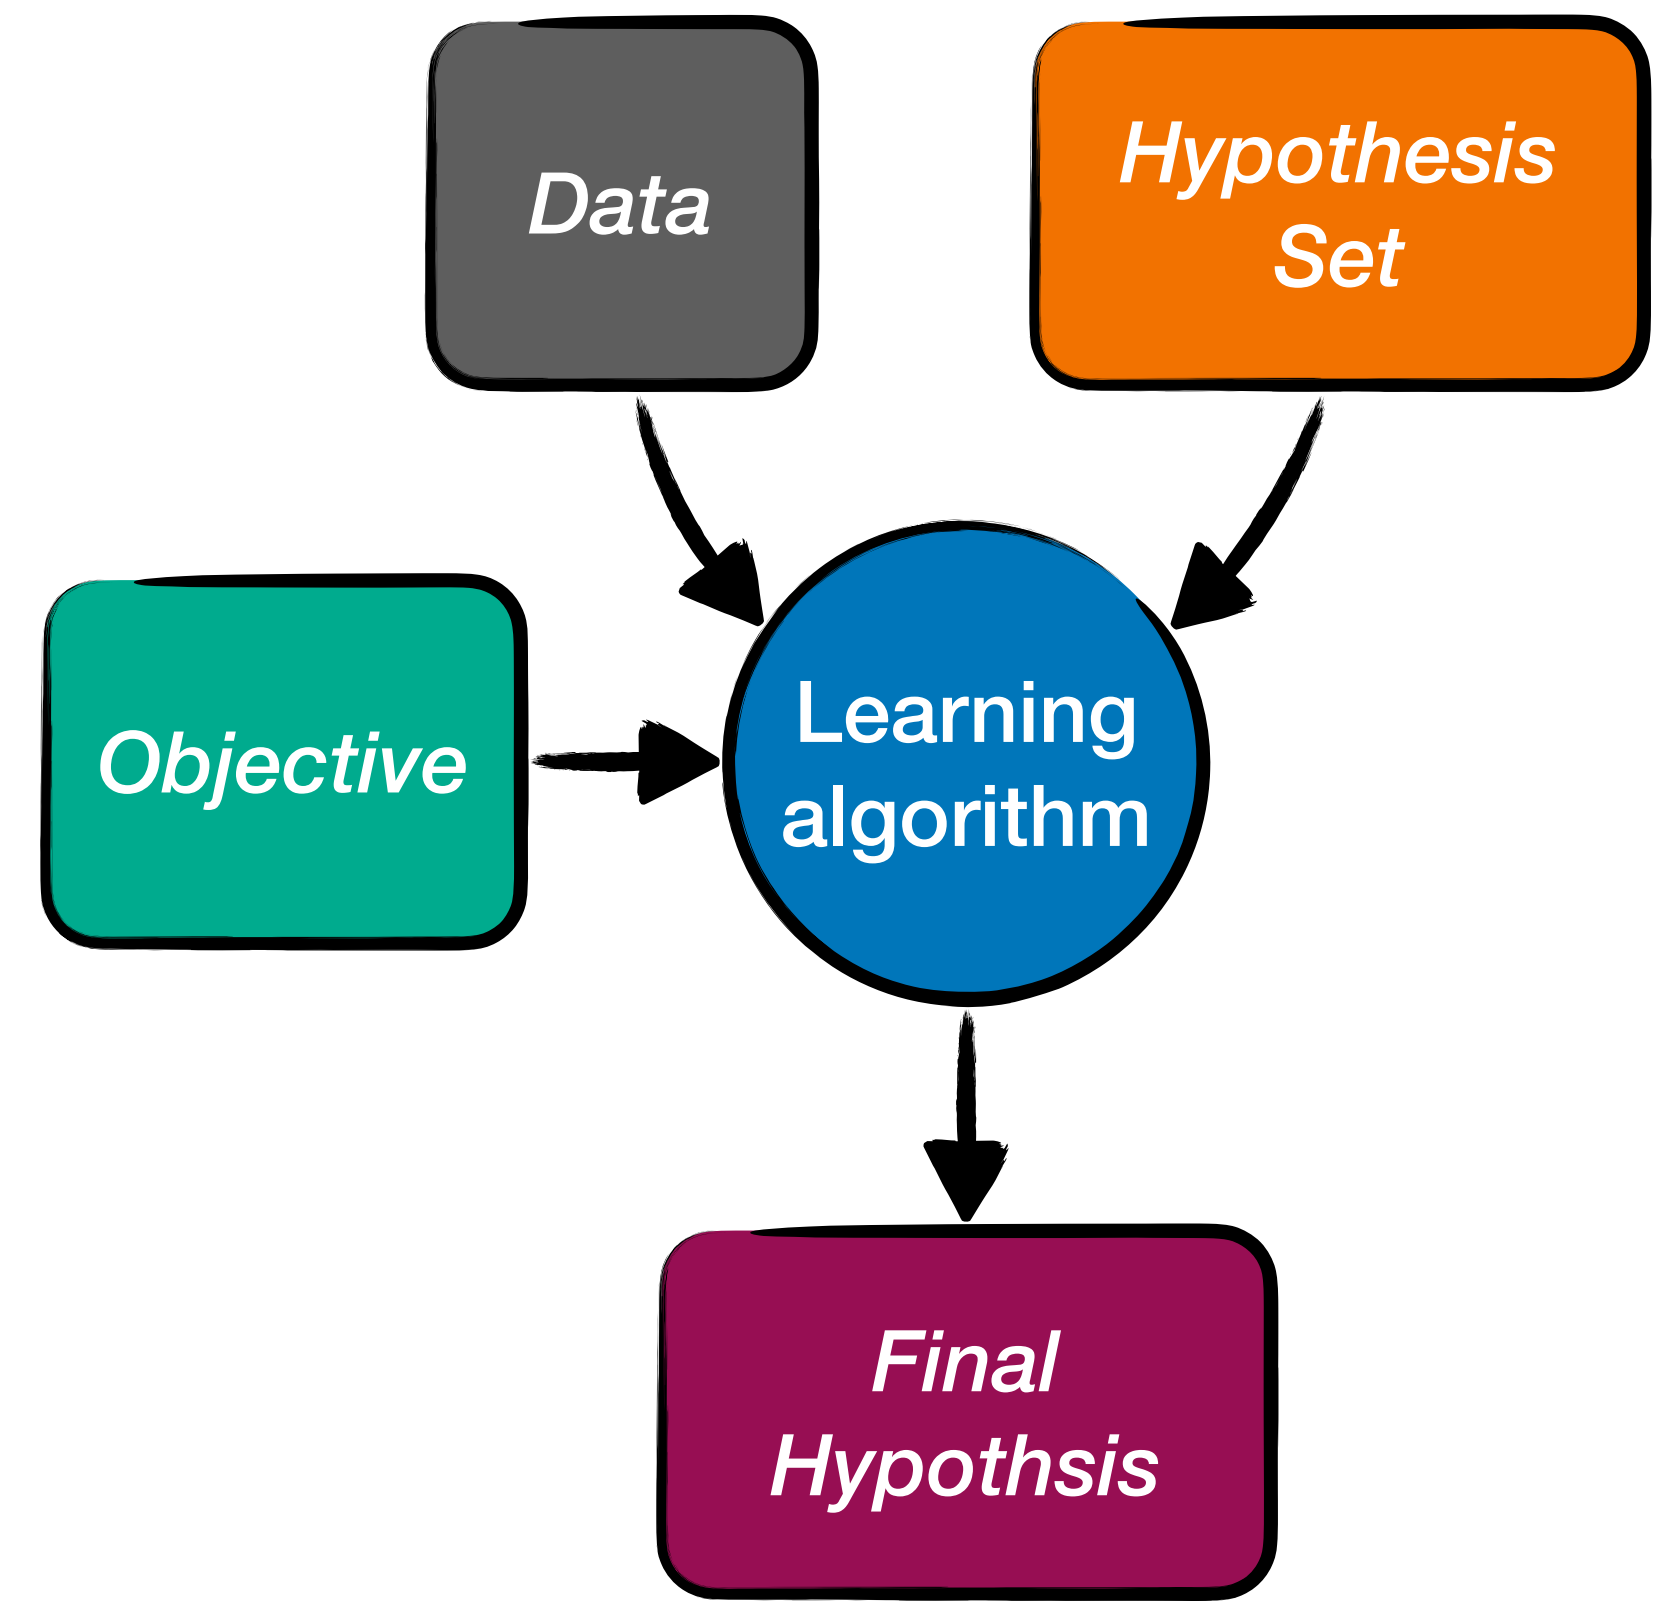 Data
Hypothesis
Set
Objective
Learning
algorithm
Final
Hypothsis